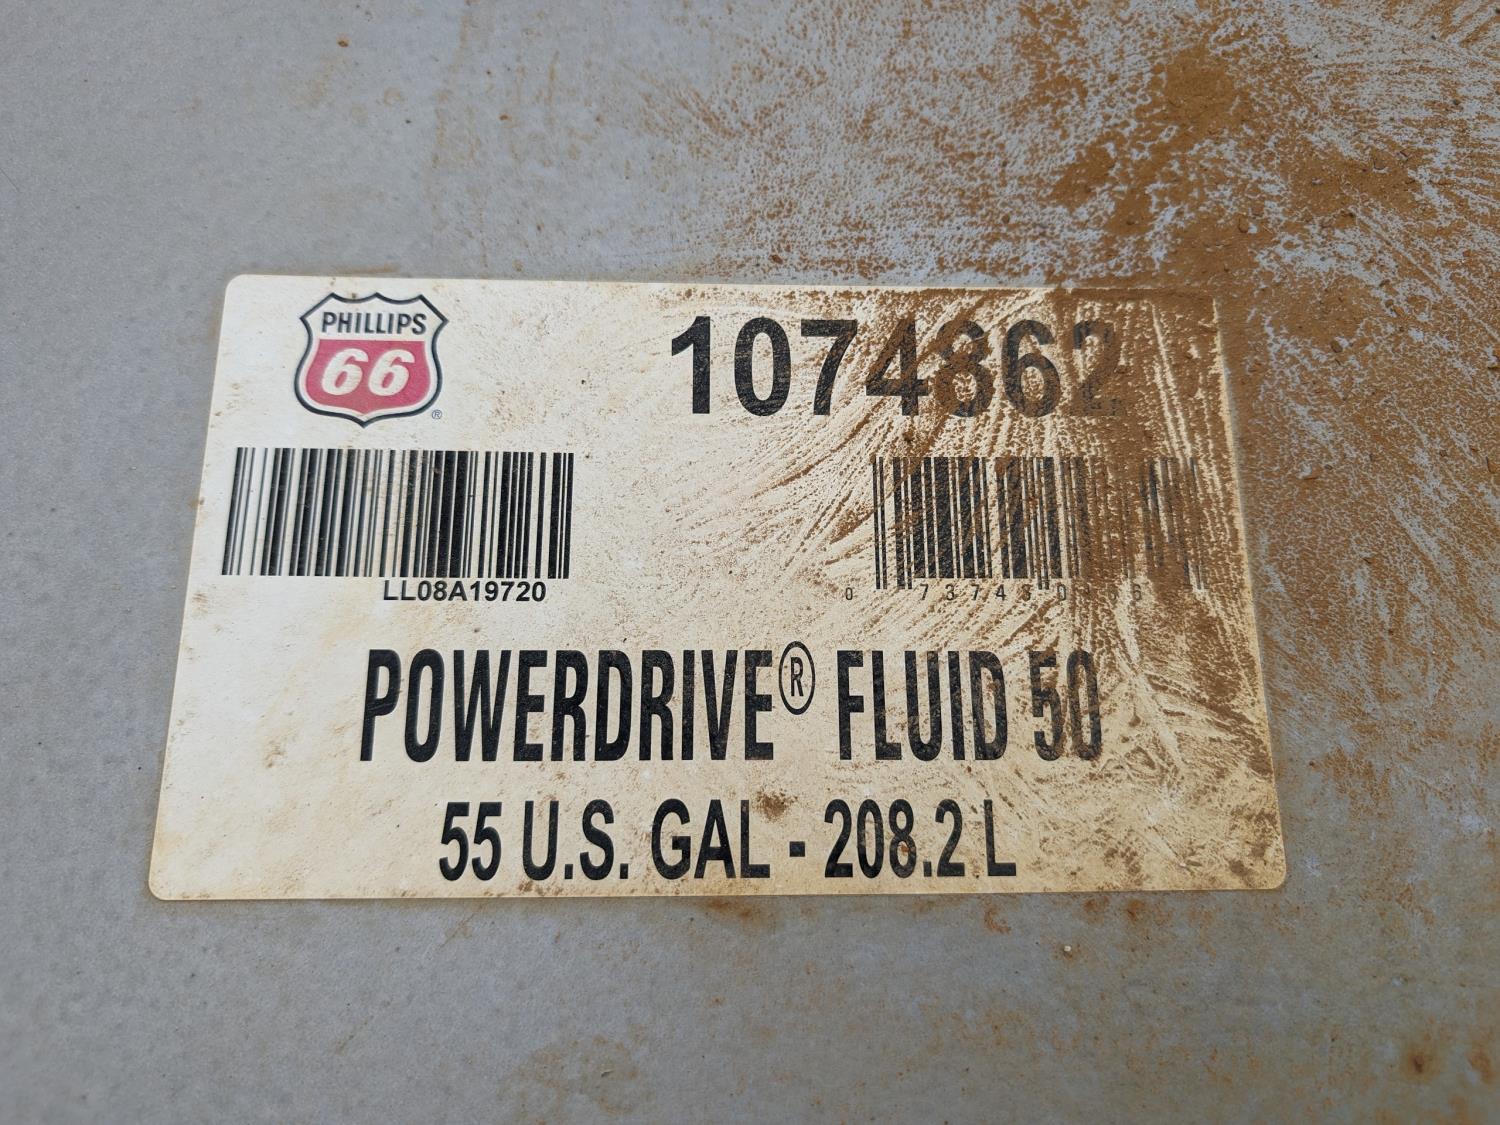 PHILLIPS
66
®
1074362
LL08A19720
POWERDRIVE® FLUID 50
55 U.S. GAL - 208.2 L